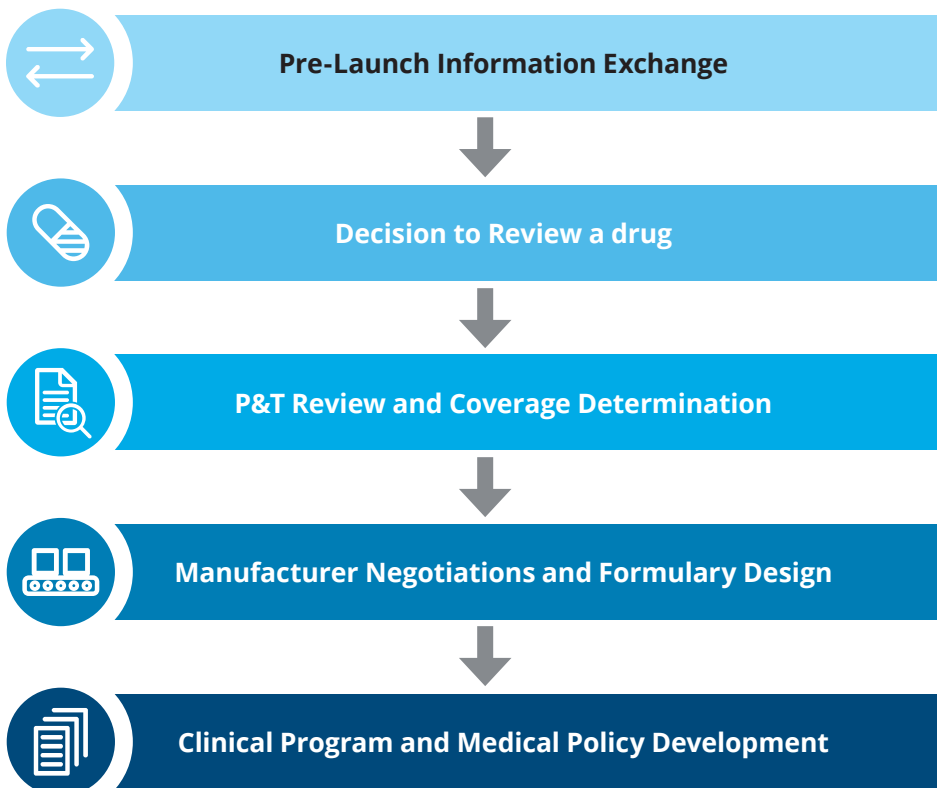 Pre-Launch Information Exchange
Decision to Review a drug
P&T Review and Coverage Determination
Manufacturer Negotiations and Formulary Design
Clinical Program and Medical Policy Development